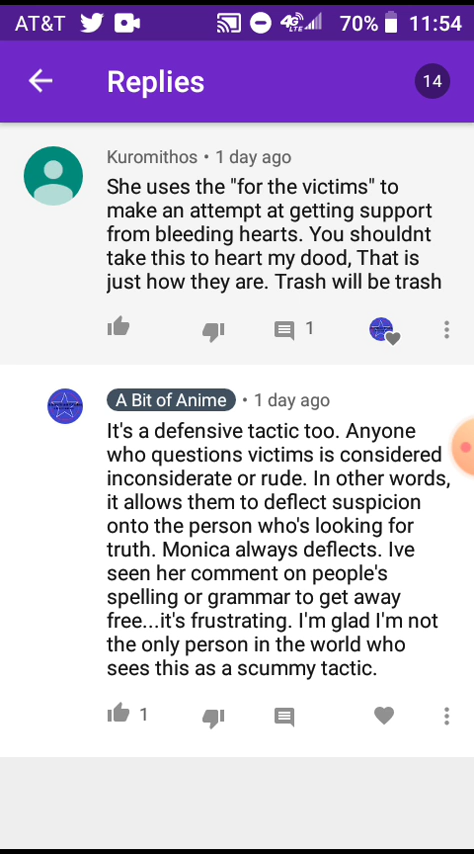 AT&T 4G LTE 70% 11:54
Replies 14
Kuromithos • 1 day ago
She uses the "for the victims" to
make an attempt at getting support
from bleeding hearts. You shouldnt
take this to heart my dood, That is
just how they are. Trash will be trash
1
A Bit of Anime • 1 day ago
It's a defensive tactic too. Anyone
who questions victims is considered
inconsiderate or rude. In other words,
it allows them to deflect suspicion
onto the person who's looking for
truth. Monica always deflects. Ive
seen her comment on people's
spelling or grammar to get away
free...it's frustrating. I'm glad I'm not
the only person in the world who
sees this as a scummy tactic.
1